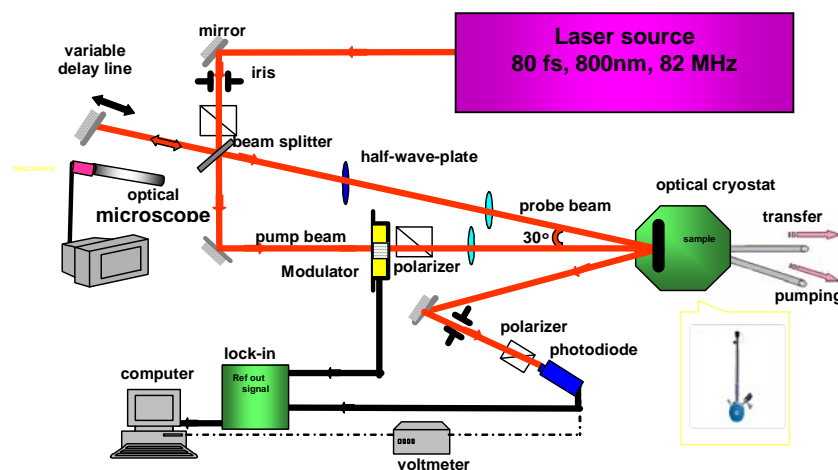 Laser source
80 fs, 800nm, 82 MHz
mirror
variable
delay line
iris
beam splitter
half-wave-plate
telecamera
optical
microscope
probe beam
optical cryostat
transfer
sample
30°
pump beam
Modulator
polarizer
pumping
polarizer
photodiode
lock-in
computer
Ref out
signal
voltmeter